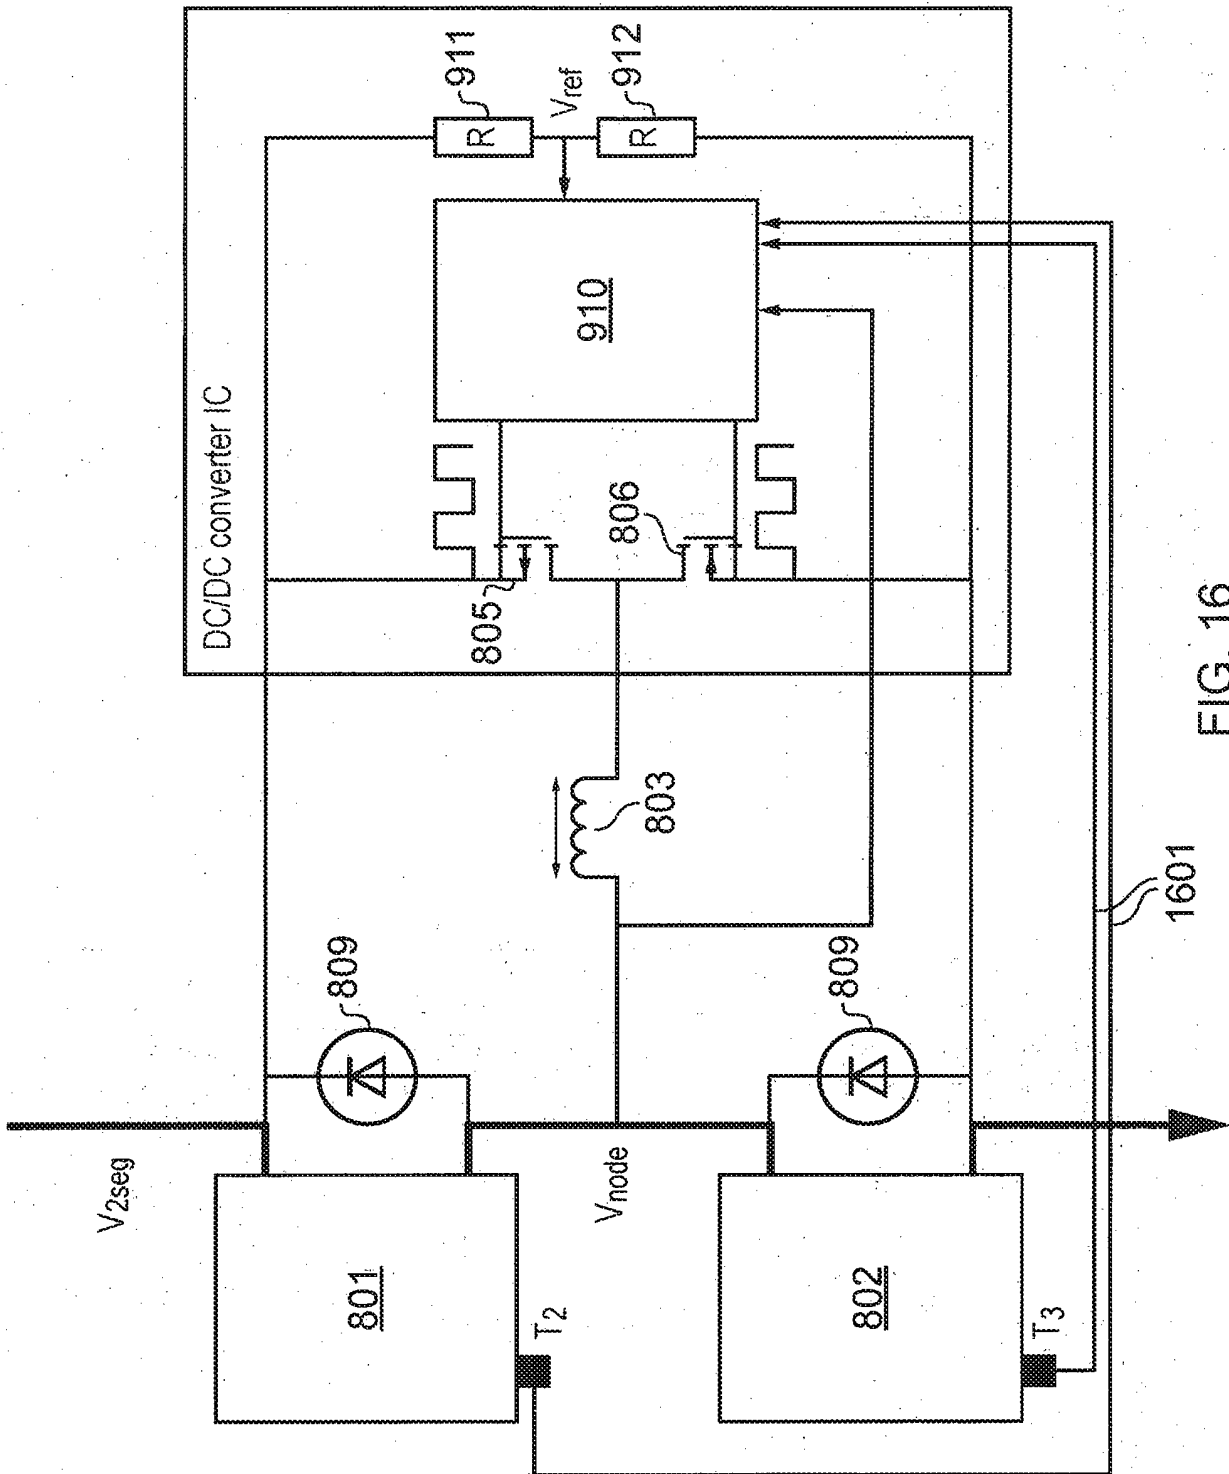 DC/DC converter IC
911
R
Vref
R
912
910
805
806
803
809
809
V2seg
Vnode
801
802
T2
T3
1601
FIG. 16